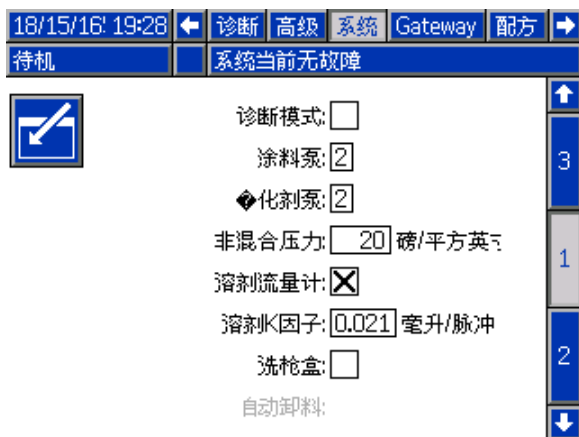 18/15/16! 19:28 诊断 高级 系统 Gateway 配方
待机 系统当前无故障
诊断模式:
3
涂料泵: 2
�化剂泵: 2
非混合压力: 20 磅/平方英寸
1
溶剂流量计:
溶剂K因子: 0.021 毫升/脉冲
洗枪盒:
2
自动卸料: